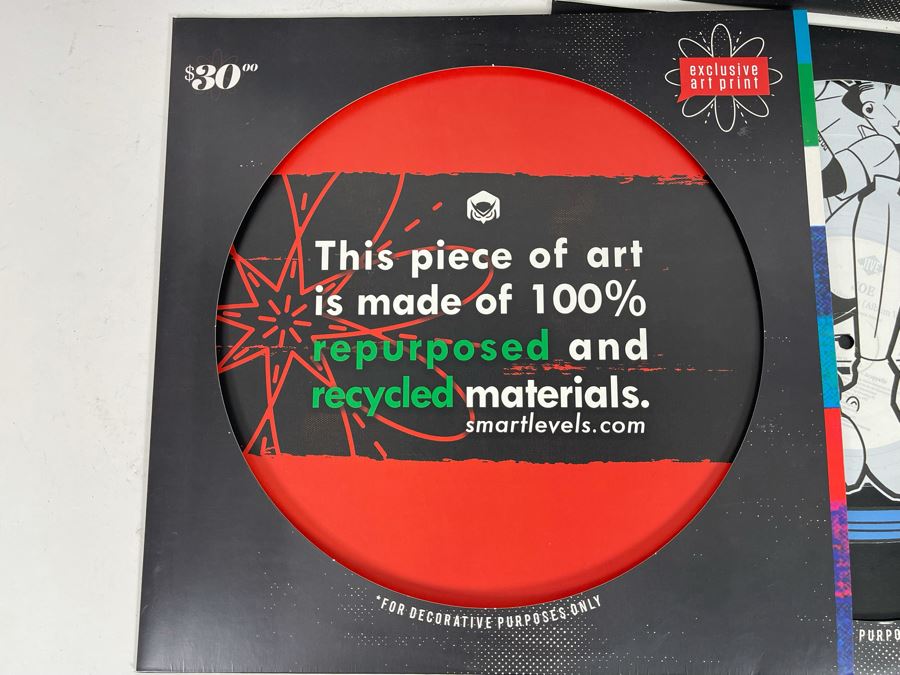 $30 00
exclusive
art print
This piece of art
is made of 100%
repurposed and
recycled materials.
smartlevels.com
*FOR DECORATIVE PURPOSES ONLY